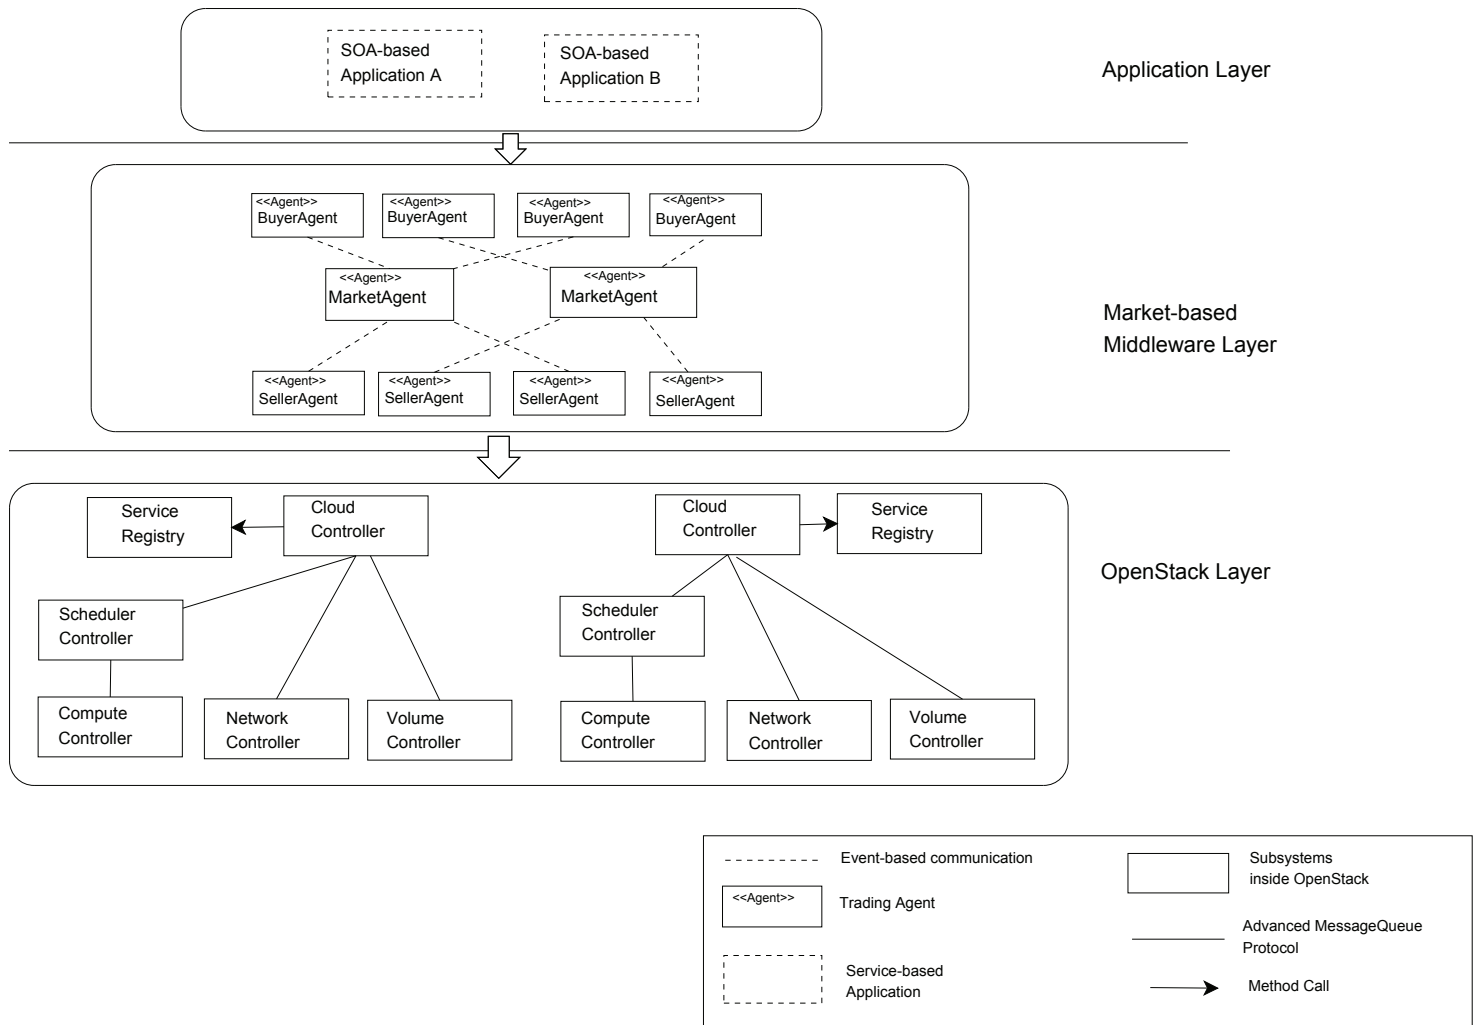 SOA-based
Application A
SOA-based
Application B
Application Layer
<<Agent>>
BuyerAgent
<<Agent>>
BuyerAgent
<<Agent>>
BuyerAgent
<<Agent>>
BuyerAgent
<<Agent>>
MarketAgent
<<Agent>>
MarketAgent
Market-based
Middleware Layer
<<Agent>>
SellerAgent
<<Agent>>
SellerAgent
<<Agent>>
SellerAgent
<<Agent>>
SellerAgent
Service
Registry
Cloud
Controller
Cloud
Controller
Service
Registry
OpenStack Layer
Scheduler
Controller
Scheduler
Controller
Compute
Controller
Network
Controller
Volume
Controller
Compute
Controller
Network
Controller
Volume
Controller
Event-based communication
<<Agent>>
Trading Agent
Service-based
Application
Subsystems
inside OpenStack
Advanced MessageQueue
Protocol
Method Call